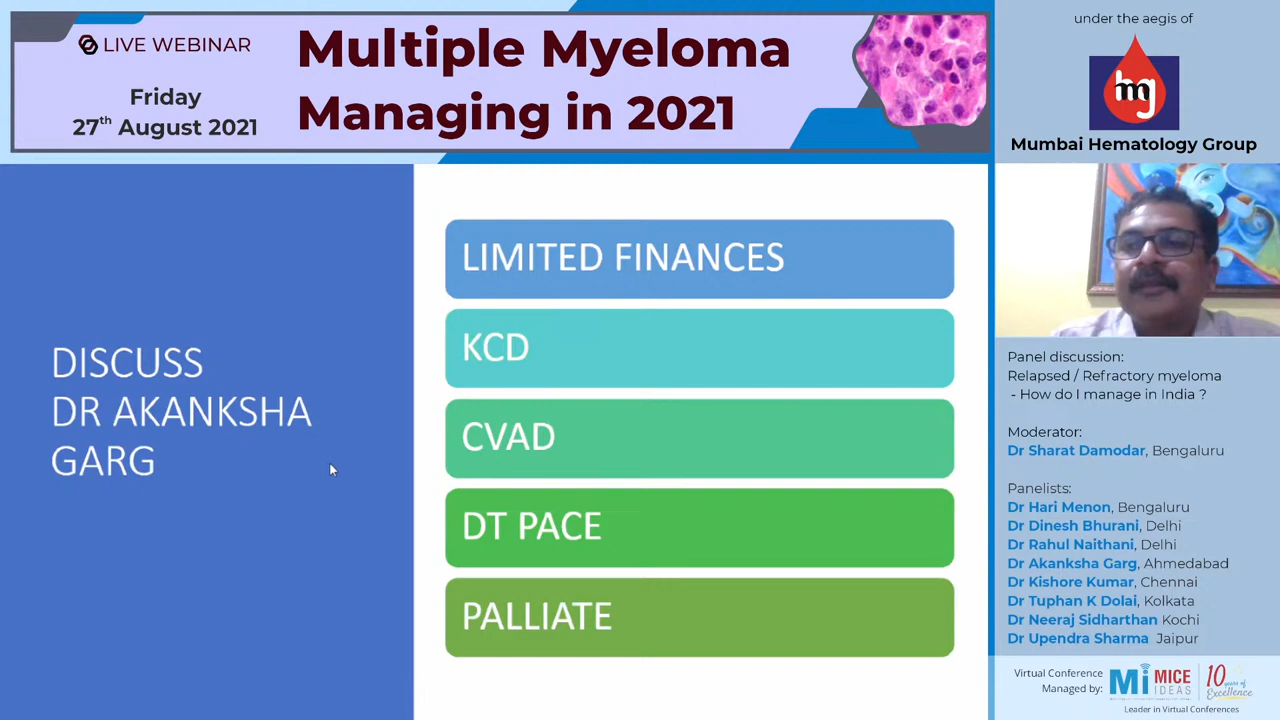 LIVE WEBINAR
Friday
27th August 2021
Multiple Myeloma
Managing in 2021
under the aegis of
hmg
Mumbai Hematology Group
DISCUSS
DR AKANKSHA
GARG
LIMITED FINANCES
KCD
CVAD
DT PACE
PALLIATE
Panel discussion:
Relapsed / Refractory myeloma
- How do I manage in India ?
Moderator:
Dr Sharat Damodar, Bengaluru
Panelists:
Dr Hari Menon, Bengaluru
Dr Dinesh Bhurani, Delhi
Dr Rahul Naithani, Delhi
Dr Akanksha Garg, Ahmedabad
Dr Kishore Kumar, Chennai
Dr Tuphan K Dolai, Kolkata
Dr Neeraj Sidharthan Kochi
Dr Upendra Sharma Jaipur
Virtual Conference
Managed by:
Mi MICE
IDEAS
10 years of
Excellence
Leader in Virtual Conferences